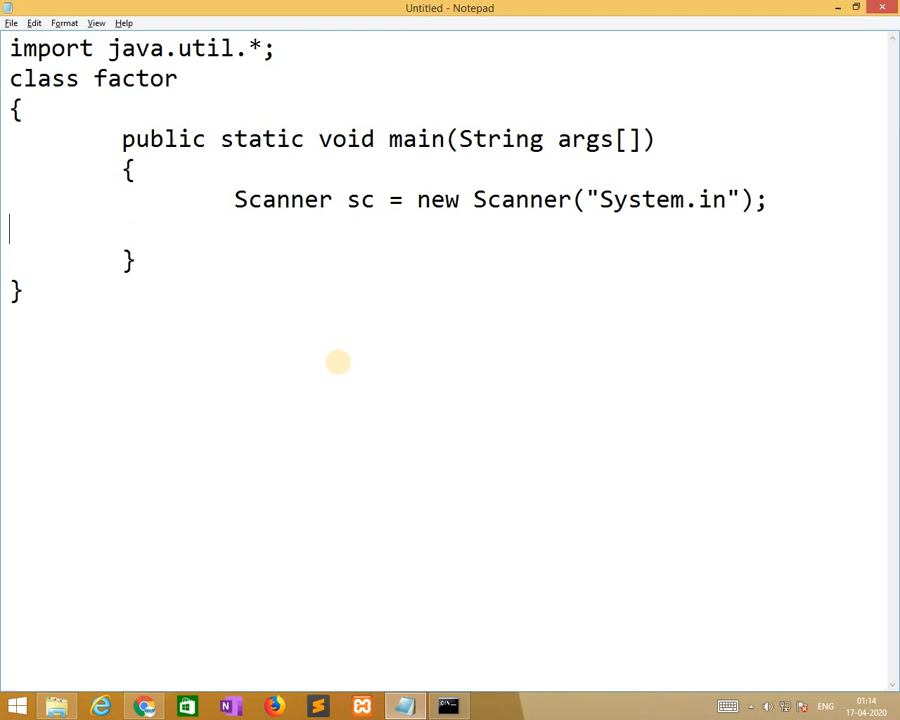 Untitled - Notepad
File Edit Format View Help
import java.util.*;
class factor
{
public static void main(String args[])
{
Scanner sc = new Scanner("System.in");
}
}
ENG
01:14
17-04-2020